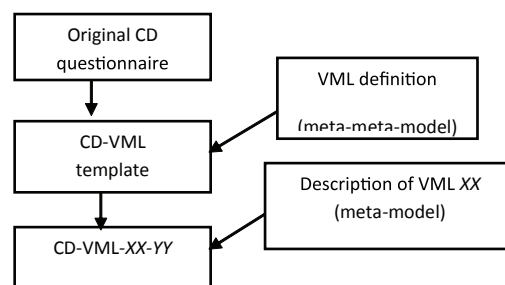 Original CD
questionnaire
VML definition
(meta-meta-model)
CD-VML
template
Description of VML XX
(meta-model)
CD-VML-XX-YY